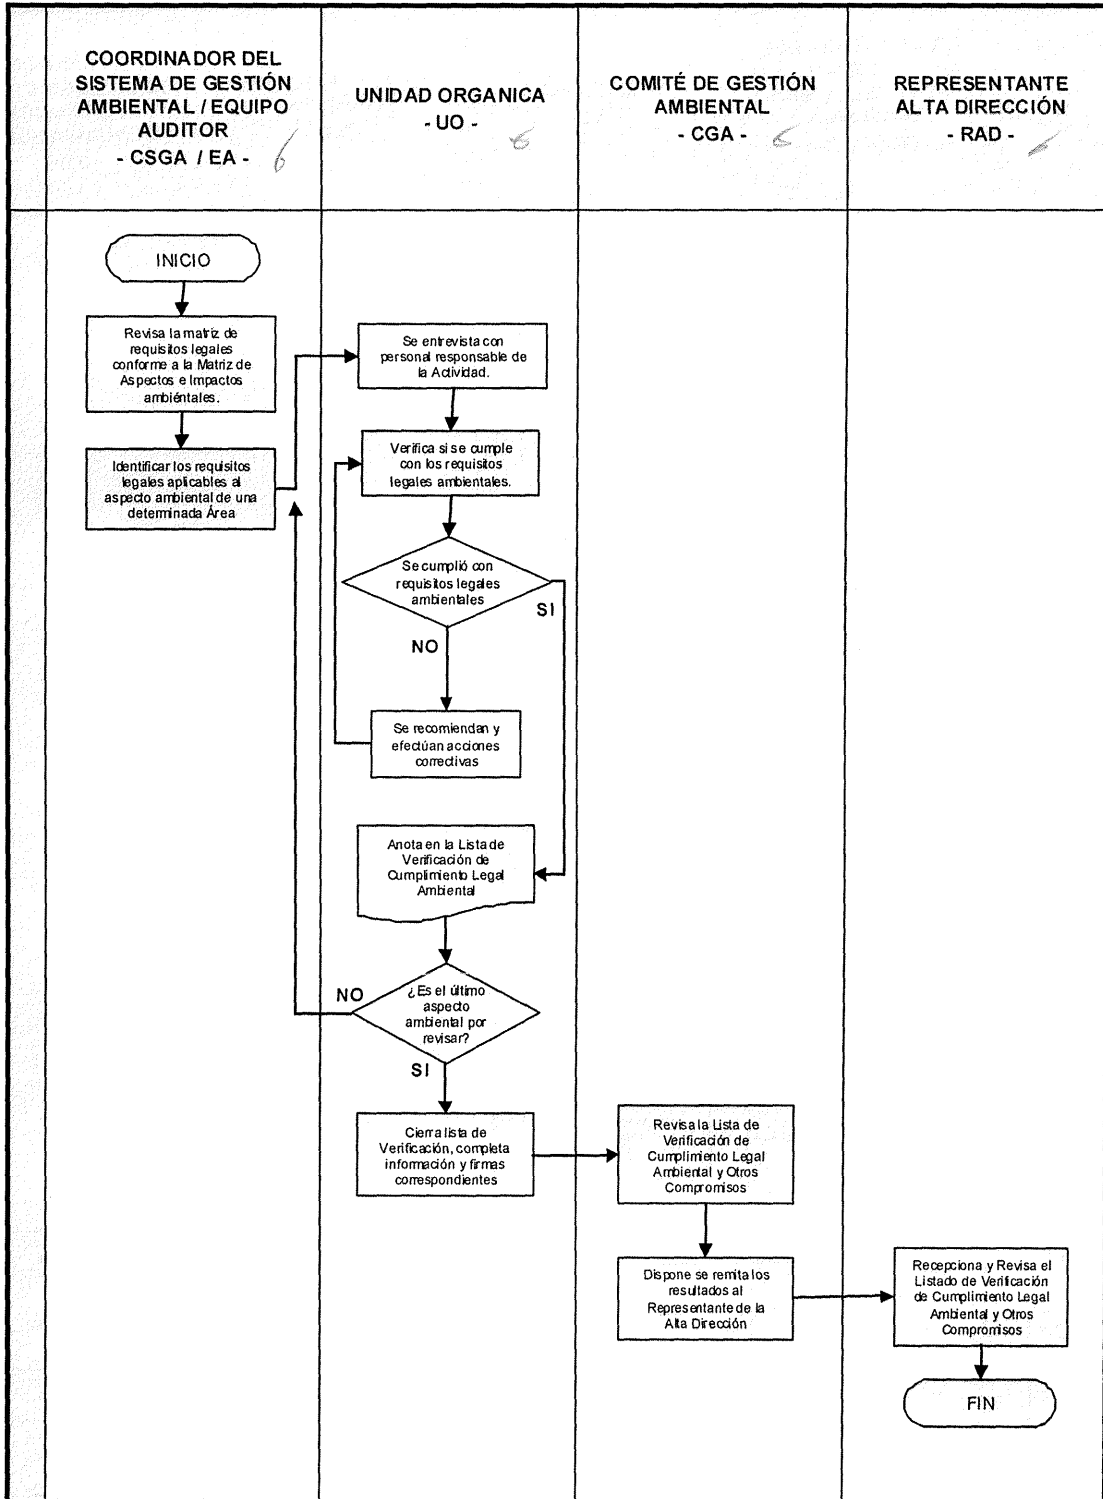 COORDINADOR DEL
SISTEMA DE GESTIÓN
AMBIENTAL / EQUIPO
AUDITOR
- CSGA / EA -
6
UNIDAD ORGANICA
- UO -
6
COMITÉ DE GESTIÓN
AMBIENTAL
- CGA -
REPRESENTANTE
ALTA DIRECCIÓN
- RAD -
INICIO
Revisa la matriz de
requisitos legales
conforme a la Matriz de
Aspectos e Impactos
ambiéntales.
Identificar los requisitos
legales aplicables al
aspecto ambiental de una
determinada Área
Se entrevista con
personal responsable de
la Actividad.
Verifica si se cumple
con los requisitos
legales ambientales.
Se cumplió con
requisitos legales
ambientales
SI
NO
Se recomiendan y
efectúan acciones
correctivas
Anota en la Lista de
Verificación de
Cumplimiento Legal
Ambiental
NO
¿Es el último
aspecto
ambiental por
revisar?
SI
Cierra lista de
Verificación, completa
información y firmas
correspondientes
Revisa la Lista de
Verificación de
Cumplimiento Legal
Ambiental y Otros
Compromisos
Dispone se remita los
resultados al
Representante de la
Alta Dirección
Recepciona y Revisa el
Listado de Verificación
de Cumplimiento Legal
Ambiental y Otros
Compromisos
FIN